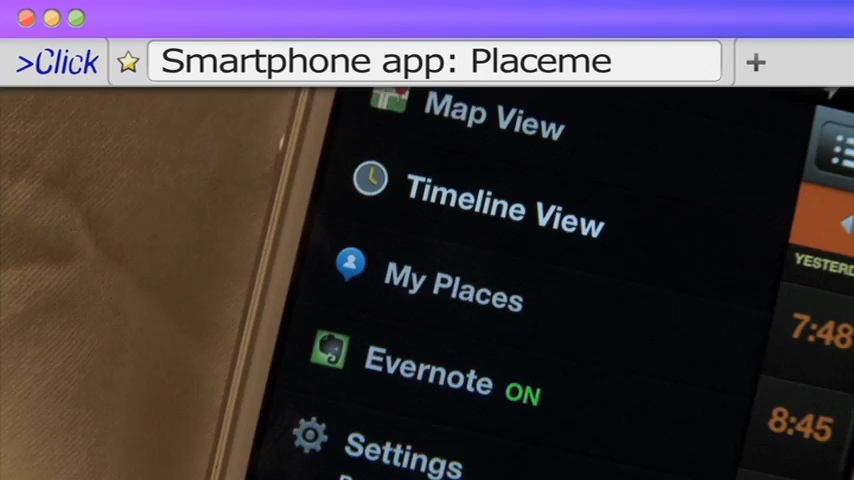 >Click
Smartphone app: Placeme
+
Map View
Timeline View
My Places
Evernote ON
Settings
YESTERD
7:48
8:45